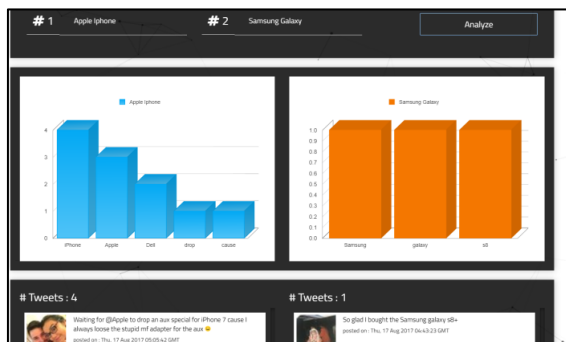 # 1 Apple Iphone # 2 Samsung Galaxy Analyze
Apple Iphone
4
3
2
1
0
iPhone Apple Dell drop cause
Samsung Galaxy
1.0
0.9
0.8
0.7
0.6
0.5
0.4
0.3
0.2
0.1
0.0
Samsung galaxy s8
# Tweets : 4
Waiting for @Apple to drop an aux special for iPhone 7 cause I
always loose the stupid mf adapter for the aux 😐
posted on : Thu, 17 Aug 2017 05:05:42 GMT
# Tweets : 1
So glad I bought the Samsung galaxy s8+
posted on : Thu, 17 Aug 2017 04:43:23 GMT